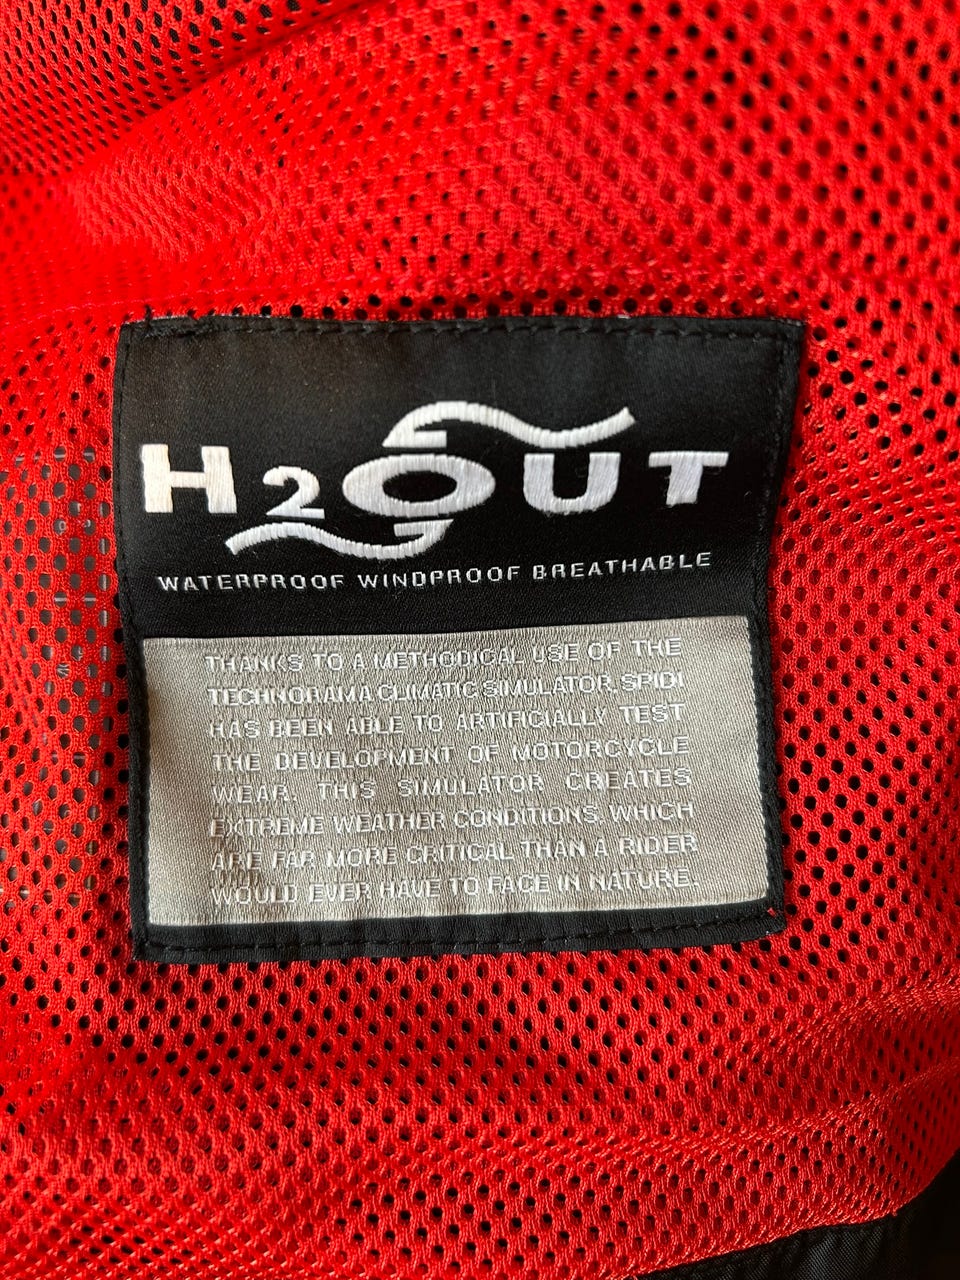 H2OUT
WATERPROOF WINDPROOF BREATHABLE
THANKS TO A METHODICAL USE OF THE
TECHNORAMA CLIMATIC SIMULATOR, SPIDI
HAS BEEN ABLE TO ARTIFICIALLY TEST
THE DEVELOPMENT OF MOTORCYCLE
WEAR. THIS SIMULATOR CREATES
EXTREME WEATHER CONDITIONS, WHICH
ARE FAR MORE CRITICAL THAN A RIDER
WOULD EVER HAVE TO FACE IN NATURE.